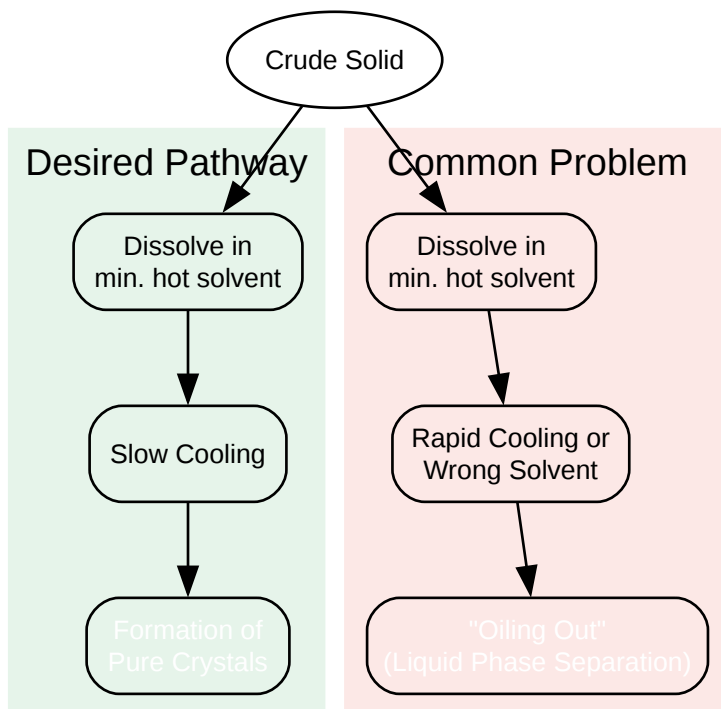 Crude Solid
Desired Pathway
Dissolve in
min. hot solvent
Slow Cooling
Formation of
Pure Crystals
Common Problem
Dissolve in
min. hot solvent
Rapid Cooling or
Wrong Solvent
"Oiling Out"
(Liquid Phase Separation)